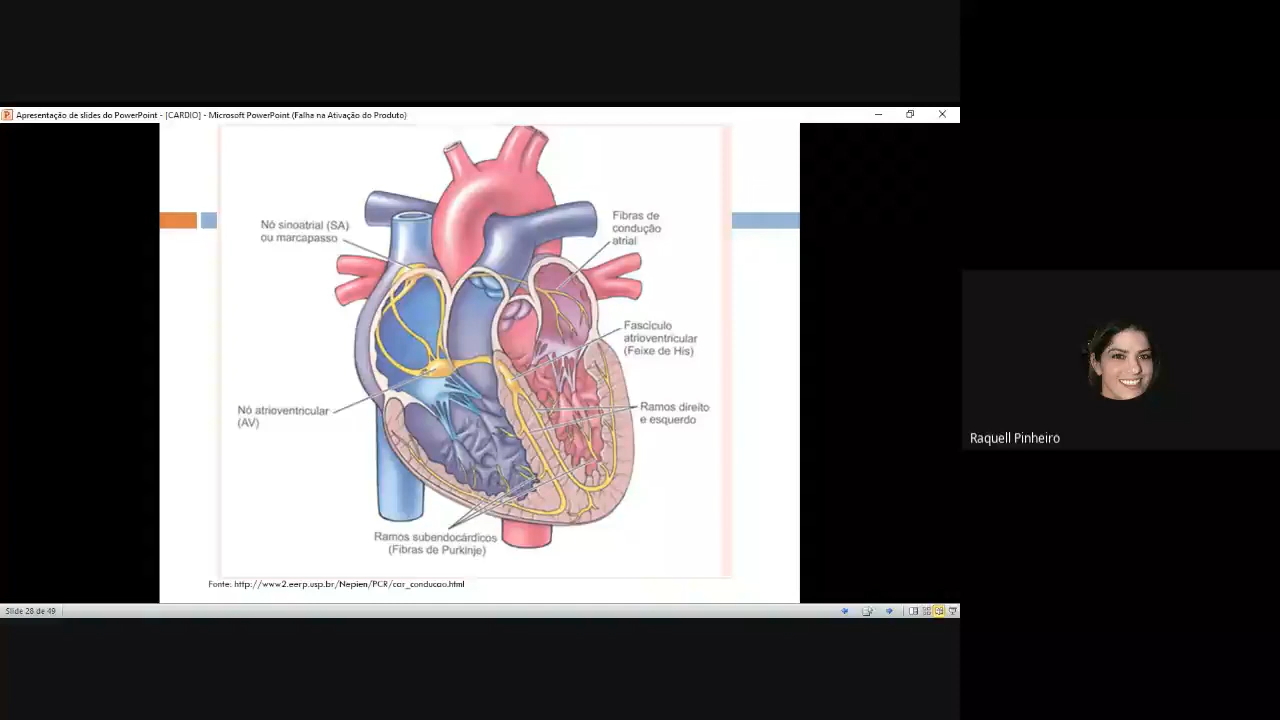 Apresentação de slides do PowerPoint - [CARDIO] - Microsoft PowerPoint (Falha na Ativação do Produto)
Nó sinoatrial (SA)
ou marcapasso
Fibras de
condução
atrial
Fascículo
atrioventricular
(Feixe de His)
Nó atrioventricular
(AV)
Ramos direito
e esquerdo
Ramos subendocárdicos
(Fibras de Purkinje)
Fonte: http://www2.eerp.usp.br/Nepien/PCR/car_conducao.html
Slide 28 de 49
Raquell Pinheiro